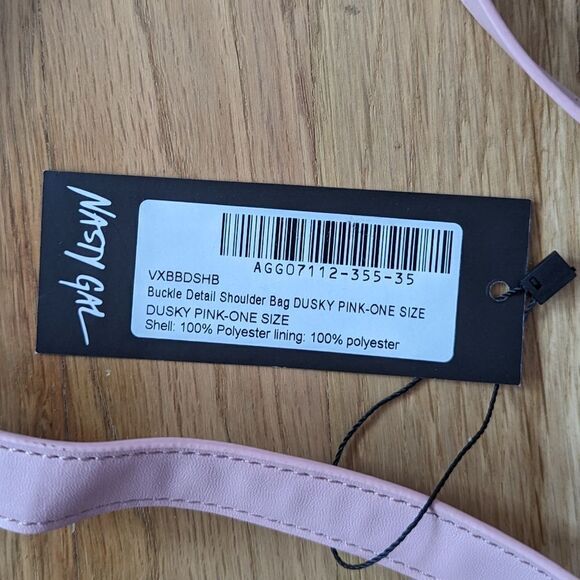 NASTY GAL
AGG07112-355-35
VXBBDSHB
Buckle Detail Shoulder Bag DUSKY PINK-ONE SIZE
DUSKY PINK-ONE SIZE
Shell: 100% Polyester lining: 100% polyester